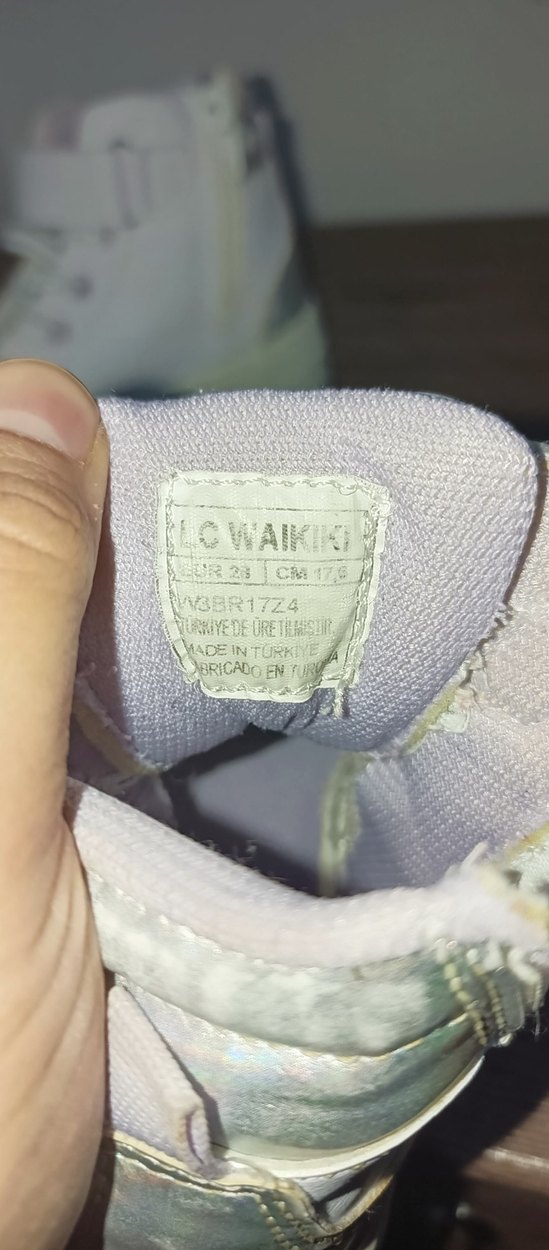 LC WAIKIKI
EUR 28 CM 17,6
W3BR17Z4
TÜRKİYE'DE ÜRETİLMİŞTİR
MADE IN TÜRKİYE
FABRICADO EN TURQUÍA